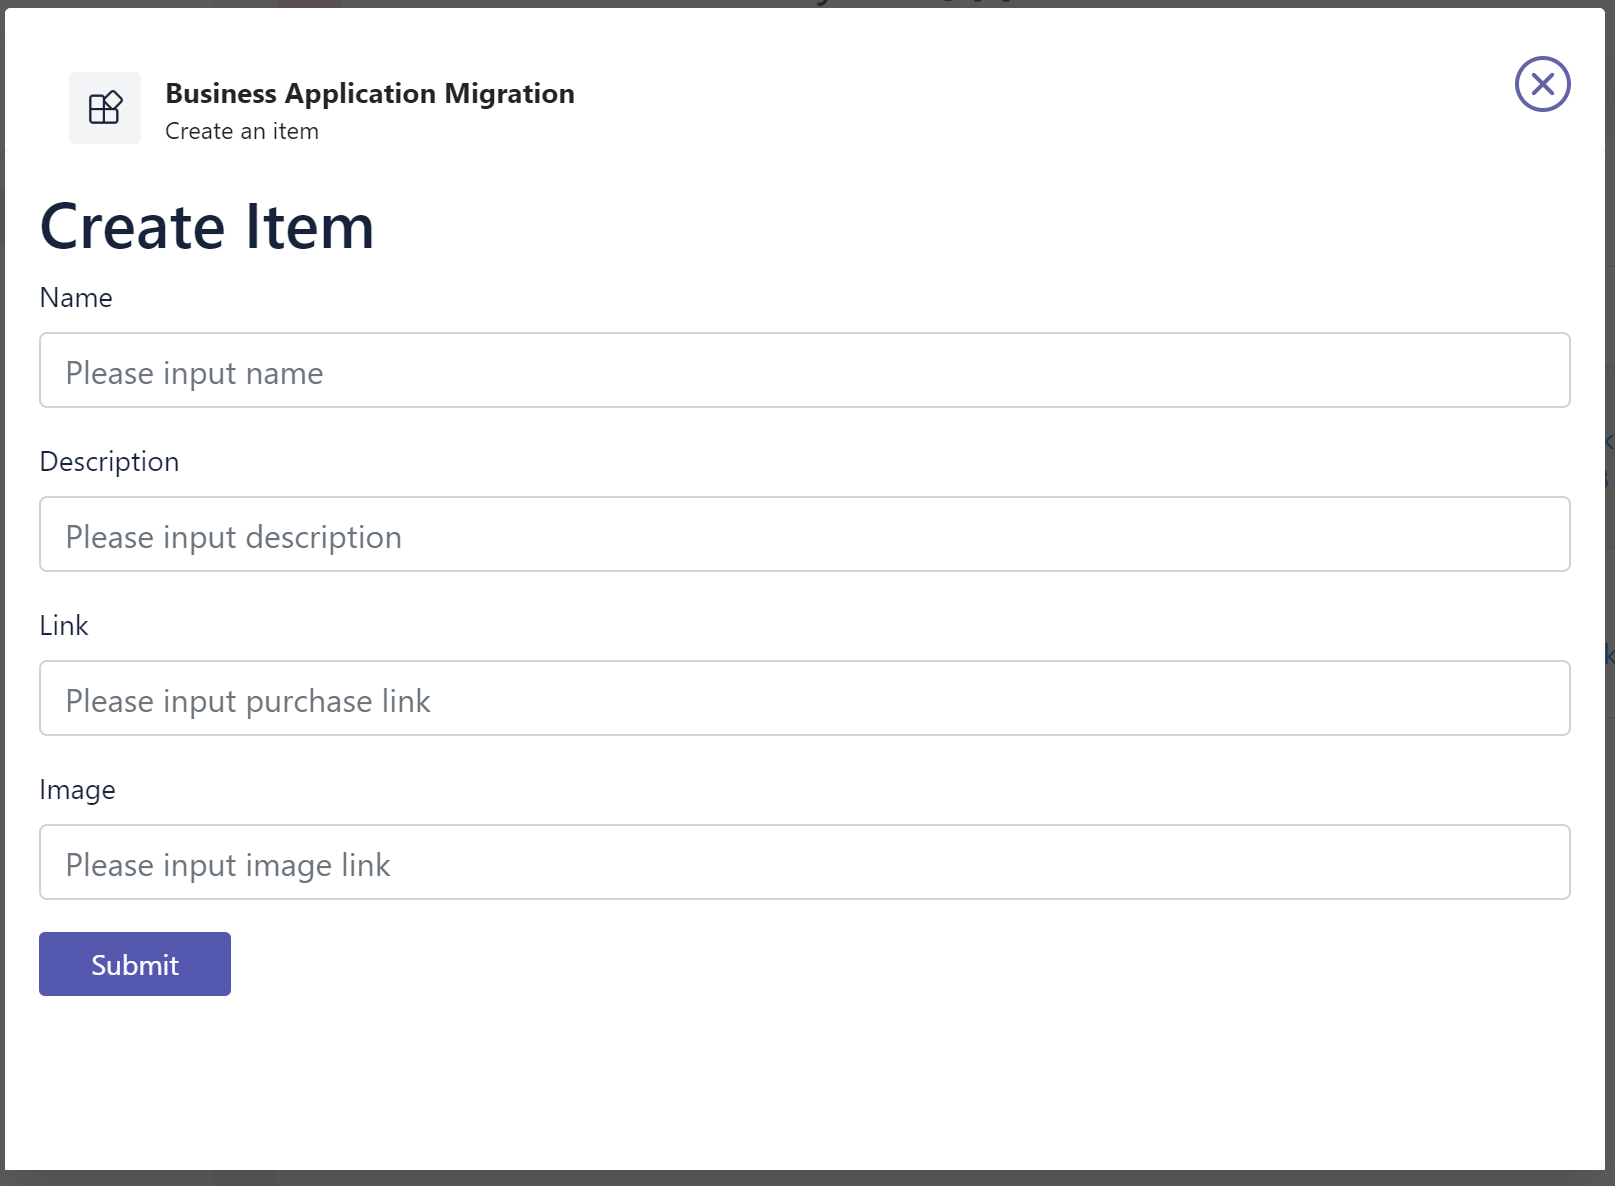 Business Application Migration
Create an item
Create Item
Name
Please input name
Description
Please input description
Link
Please input purchase link
Image
Please input image link
Submit